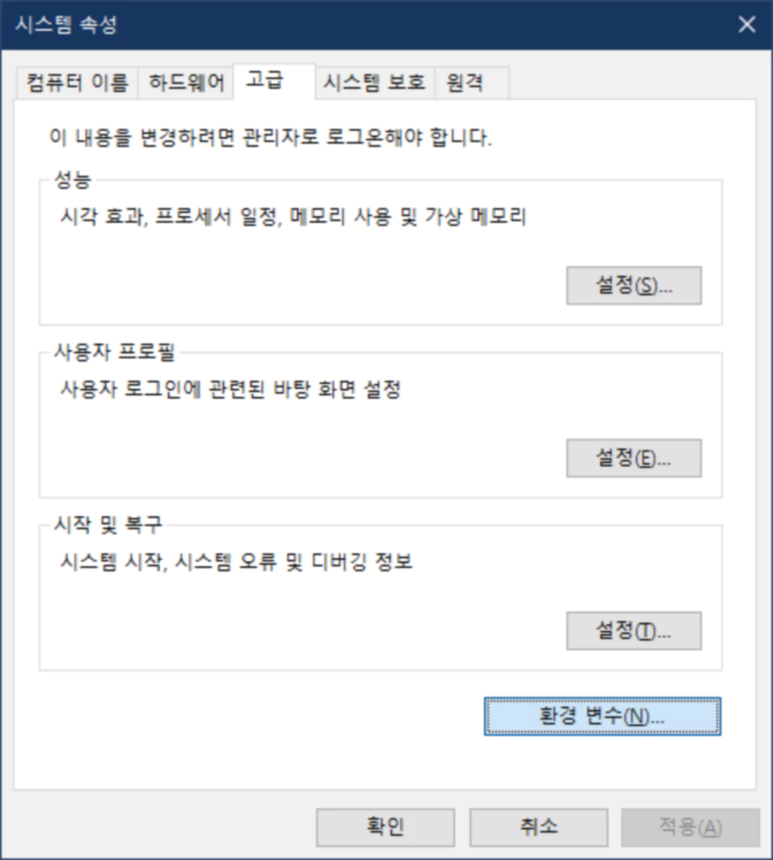 시스템 속성
컴퓨터 이름 하드웨어 고급 시스템 보호 원격
이 내용을 변경하려면 관리자로 로그온해야 합니다.
성능
시각 효과, 프로세서 일정, 메모리 사용 및 가상 메모리
설정(S)...
사용자 프로필
사용자 로그인에 관련된 바탕 화면 설정
설정(E)...
시작 및 복구
시스템 시작, 시스템 오류 및 디버깅 정보
설정(T)...
환경 변수(N)...
확인 취소 적용(A)